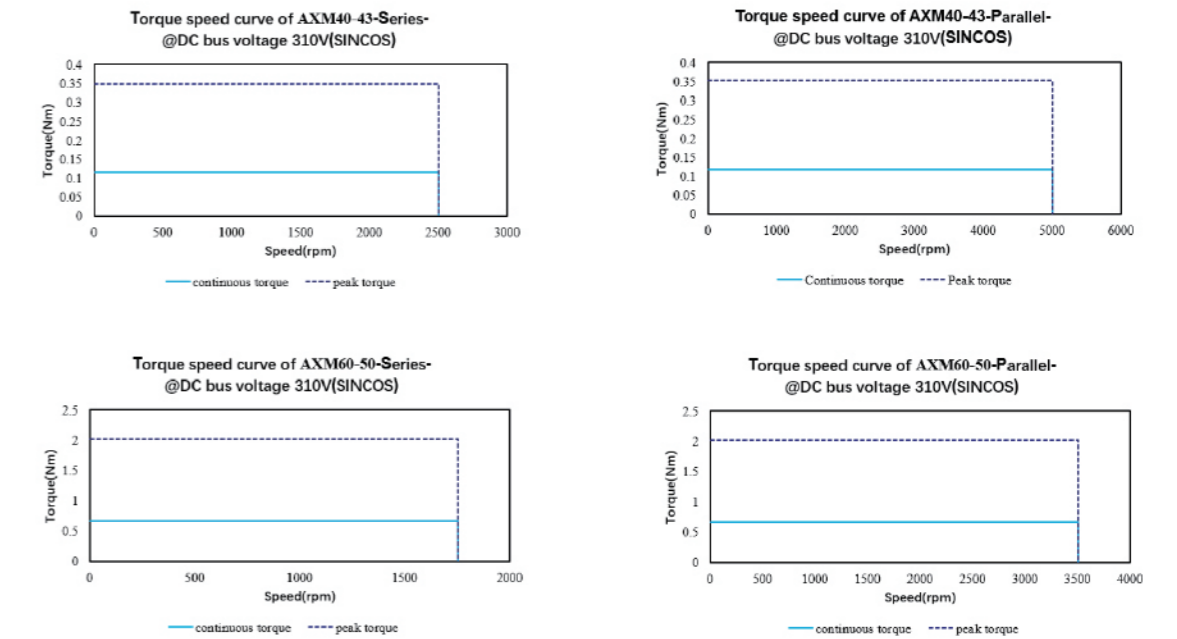 Torque speed curve of AXM40-43-Series-
@DC bus voltage 310V(SINCOS)
0.4
0.35
0.3
0.25
0.2
0.15
0.1
0.05
0
Torque(Nm)
0 500 1000 1500 2000 2500 3000
Speed(rpm)
continuous torque peak torque
Torque speed curve of AXM40-43-Parallel-
@DC bus voltage 310V(SINCOS)
0.4
0.35
0.3
0.25
0.2
0.15
0.1
0.05
0
Torque(Nm)
0 1000 2000 3000 4000 5000 6000
Speed(rpm)
Continuous torque Peak torque
Torque speed curve of AXM60-50-Series-
@DC bus voltage 310V(SINCOS)
2.5
2
1.5
1
0.5
0
Torque(Nm)
0 500 1000 1500 2000
Speed(rpm)
continuous torque peak torque
Torque speed curve of AXM60-50-Parallel-
@DC bus voltage 310V(SINCOS)
2.5
2
1.5
1
0.5
0
Torque(Nm)
0 500 1000 1500 2000 2500 3000 3500 4000
Speed(rpm)
continuous torque peak torque